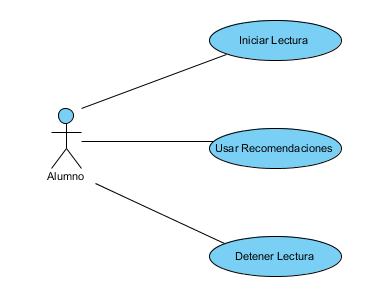 Iniciar Lectura
Usar Recomendaciones
Alumno
Detener Lectura